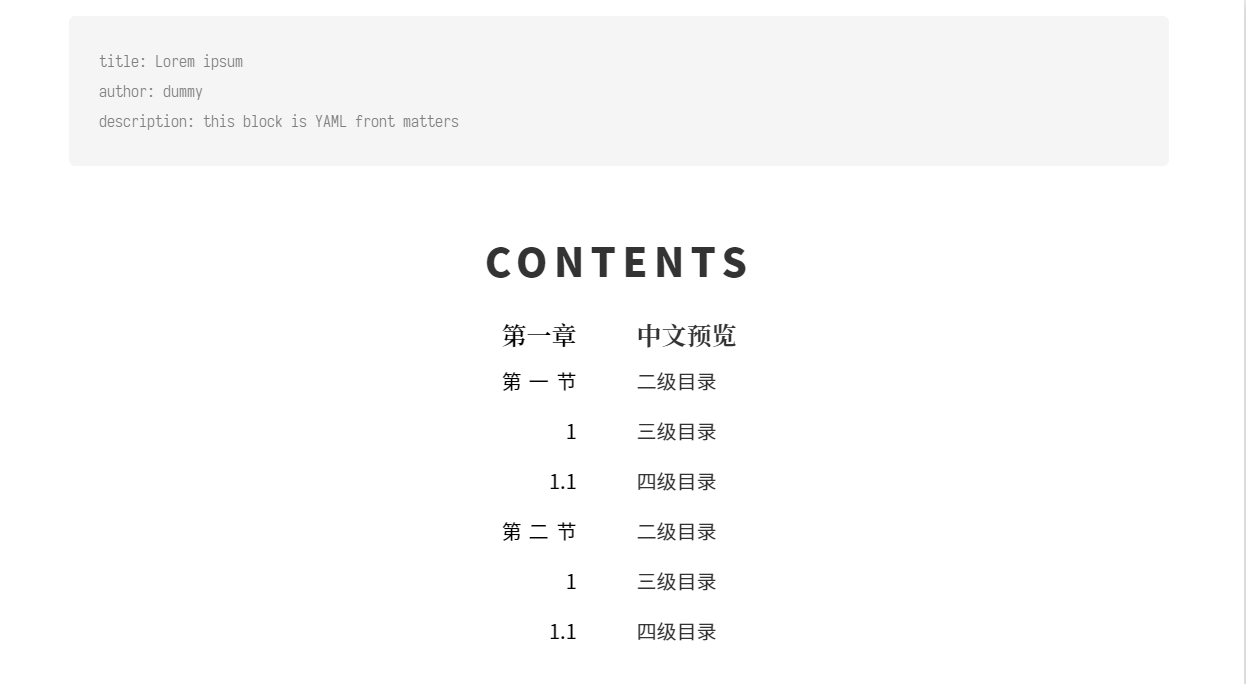 title: Lorem ipsum
author: dummy
description: this block is YAML front matters
CONTENTS
第一章 中文预览
第一节 二级目录
1 三级目录
1.1 四级目录
第二节 二级目录
1 三级目录
1.1 四级目录